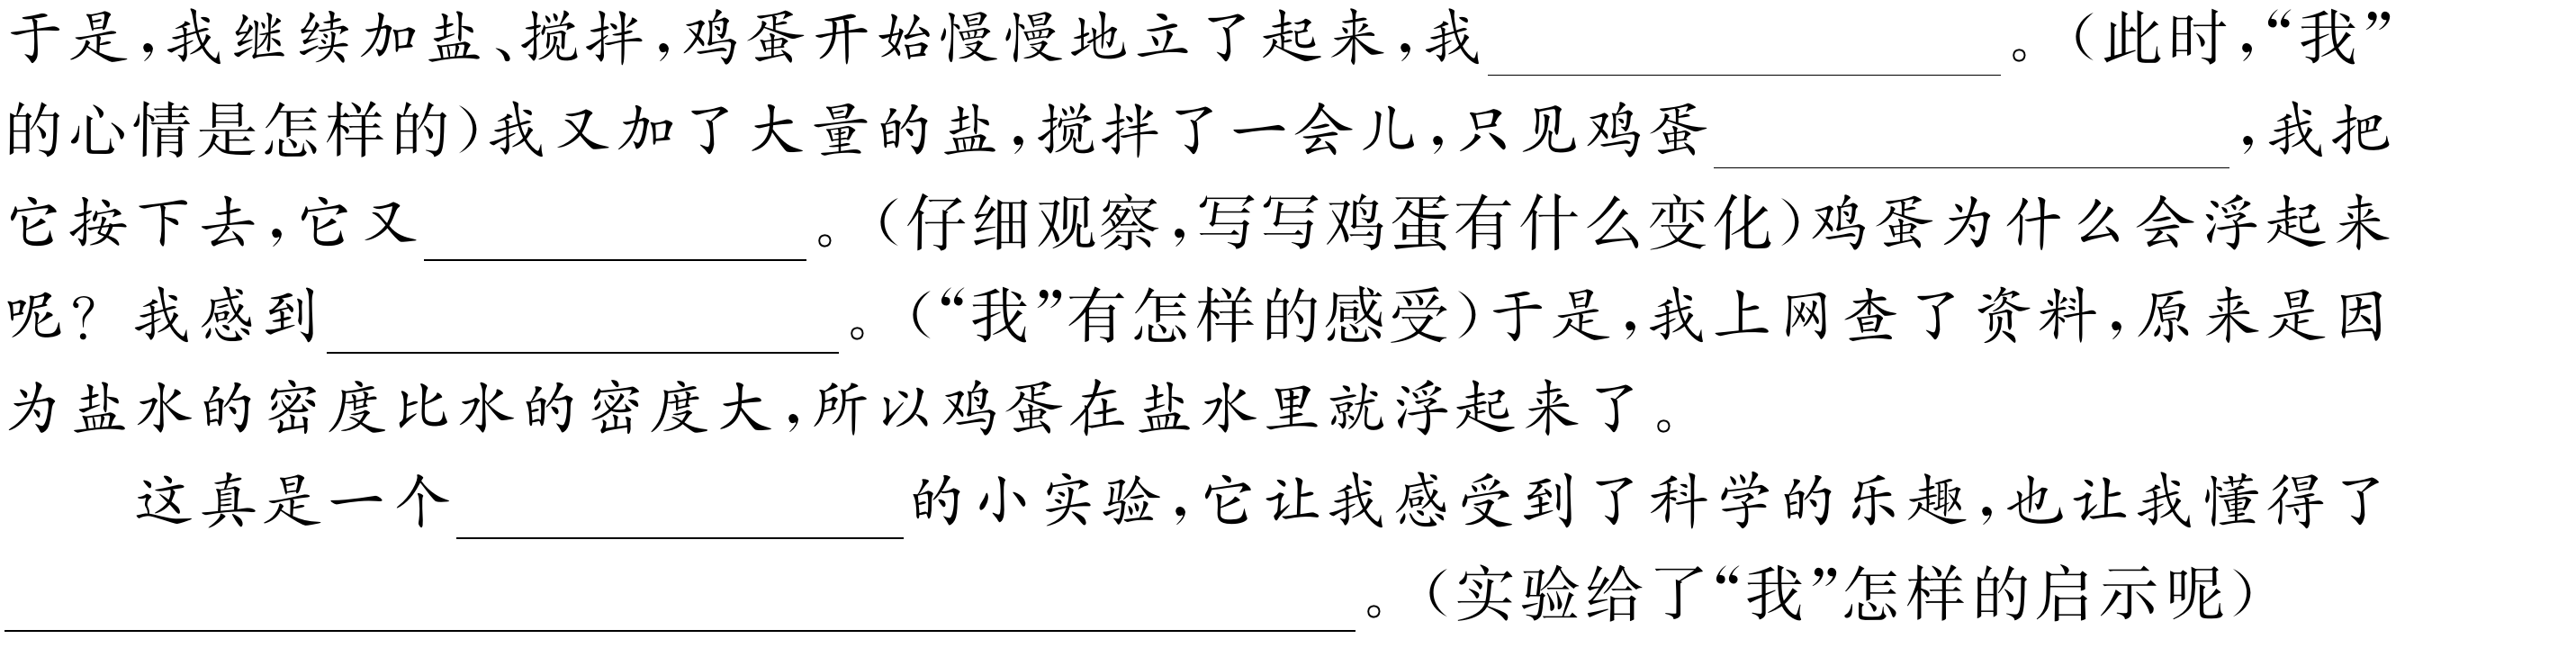 于是，我继续加盐、搅拌，鸡蛋开始慢慢地立了起来，我________。（此时，“我”
的心情是怎样的）我又加了大量的盐，搅拌了一会儿，只见鸡蛋________，我把
它按下去，它又________。（仔细观察，写写鸡蛋有什么变化）鸡蛋为什么会浮起来
呢？我感到________。（“我”有怎样的感受）于是，我上网查了资料，原来是因
为盐水的密度比水的密度大，所以鸡蛋在盐水里就浮起来了。
这真是一个________的小实验，它让我感受到了科学的乐趣，也让我懂得了
________。（实验给了“我”怎样的启示呢）